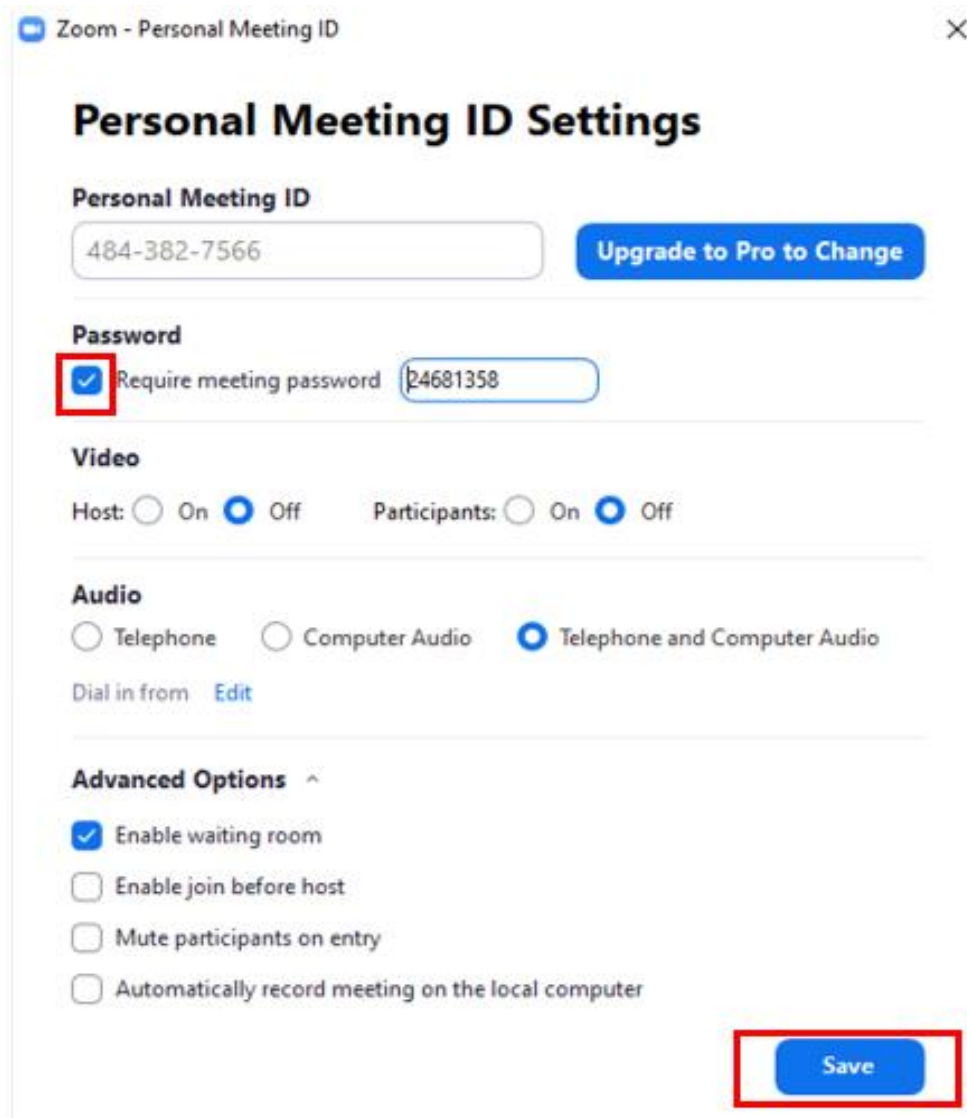 Zoom - Personal Meeting ID
Personal Meeting ID Settings
Personal Meeting ID
484-382-7566 Upgrade to Pro to Change
Password
Require meeting password 24681358
Video
Host: On Off Participants: On Off
Audio
Telephone Computer Audio Telephone and Computer Audio
Dial in from Edit
Advanced Options
Enable waiting room
Enable join before host
Mute participants on entry
Automatically record meeting on the local computer
Save